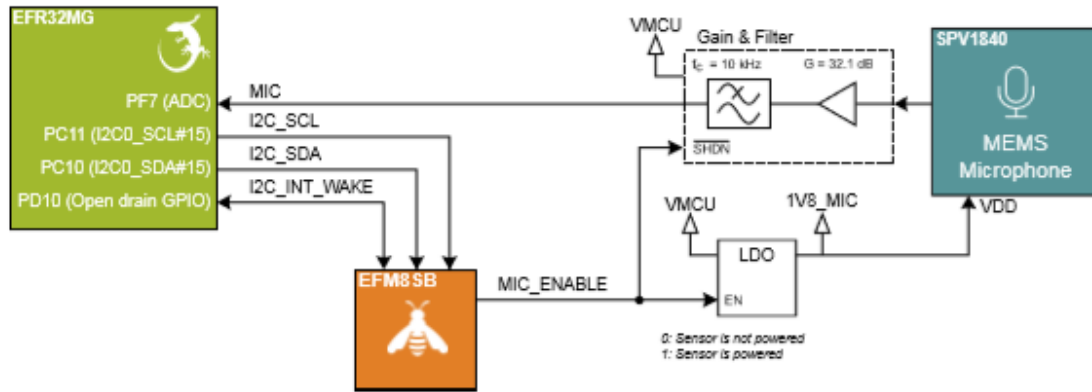 EFR32MG
PF7 (ADC)
PC11 (I2C0_SCL#15)
PC10 (I2C0_SDA#15)
PD10 (Open drain GPIO)
MIC
I2C_SCL
I2C_SDA
I2C_INT_WAKE
EFM8SB
MIC_ENABLE
VMCU
Gain & Filter
fc = 10 kHz
G = 32.1 dB
SHDN
SPV1840
MEMS
Microphone
VDD
VMCU
1V8_MIC
LDO
EN
0: Sensor is not powered
1: Sensor is powered